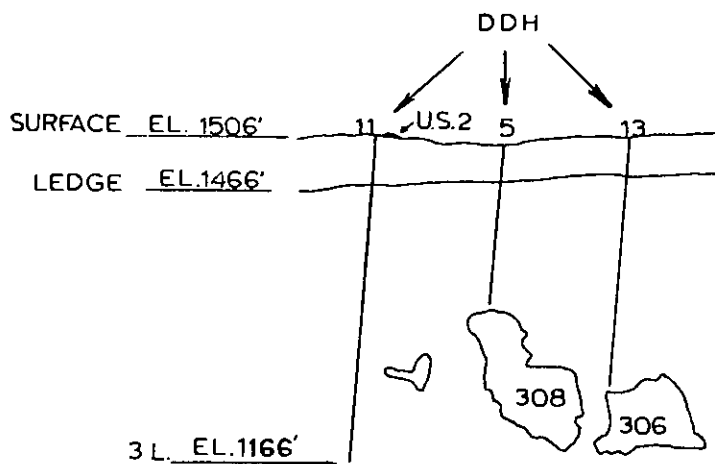 DDH
SURFACE EL. 1506' 11 U.S.2 5 13
LEDGE EL.1466'
308
306
3 L. EL.1166'